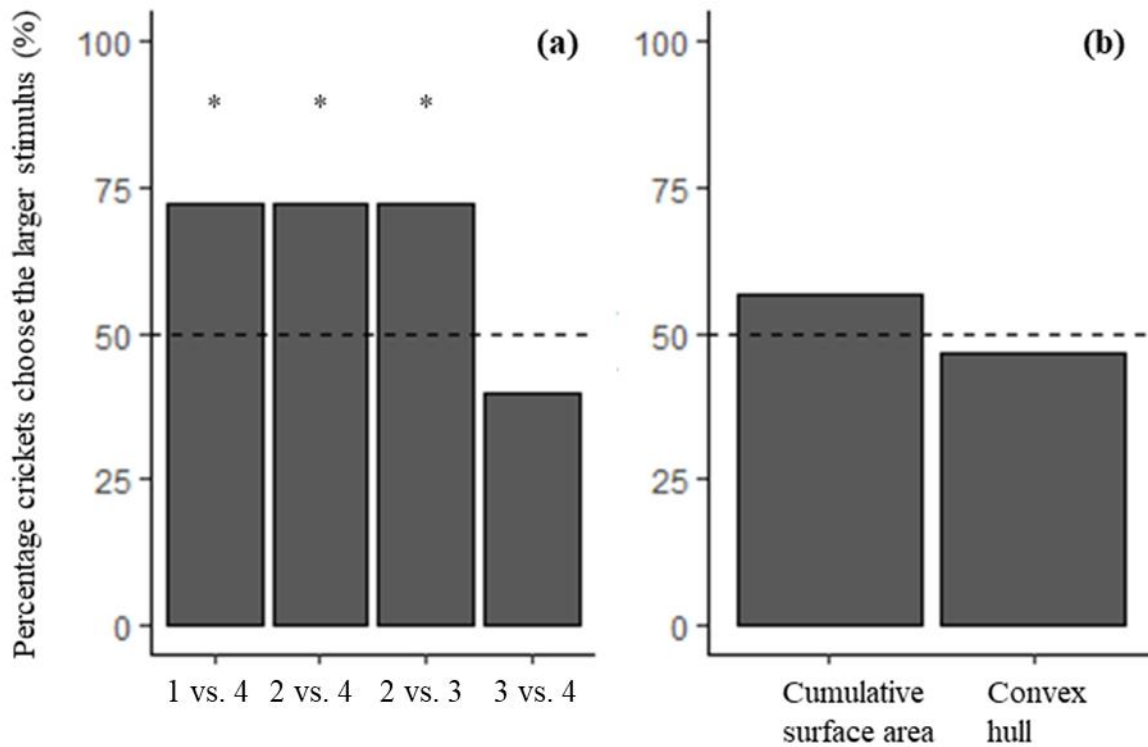 Percentage crickets choose the larger stimulus (%)
100
75
50
25
0
(a)
*
*
*
1 vs. 4
2 vs. 4
2 vs. 3
3 vs. 4
100
75
50
25
0
(b)
Cumulative
surface area
Convex
hull